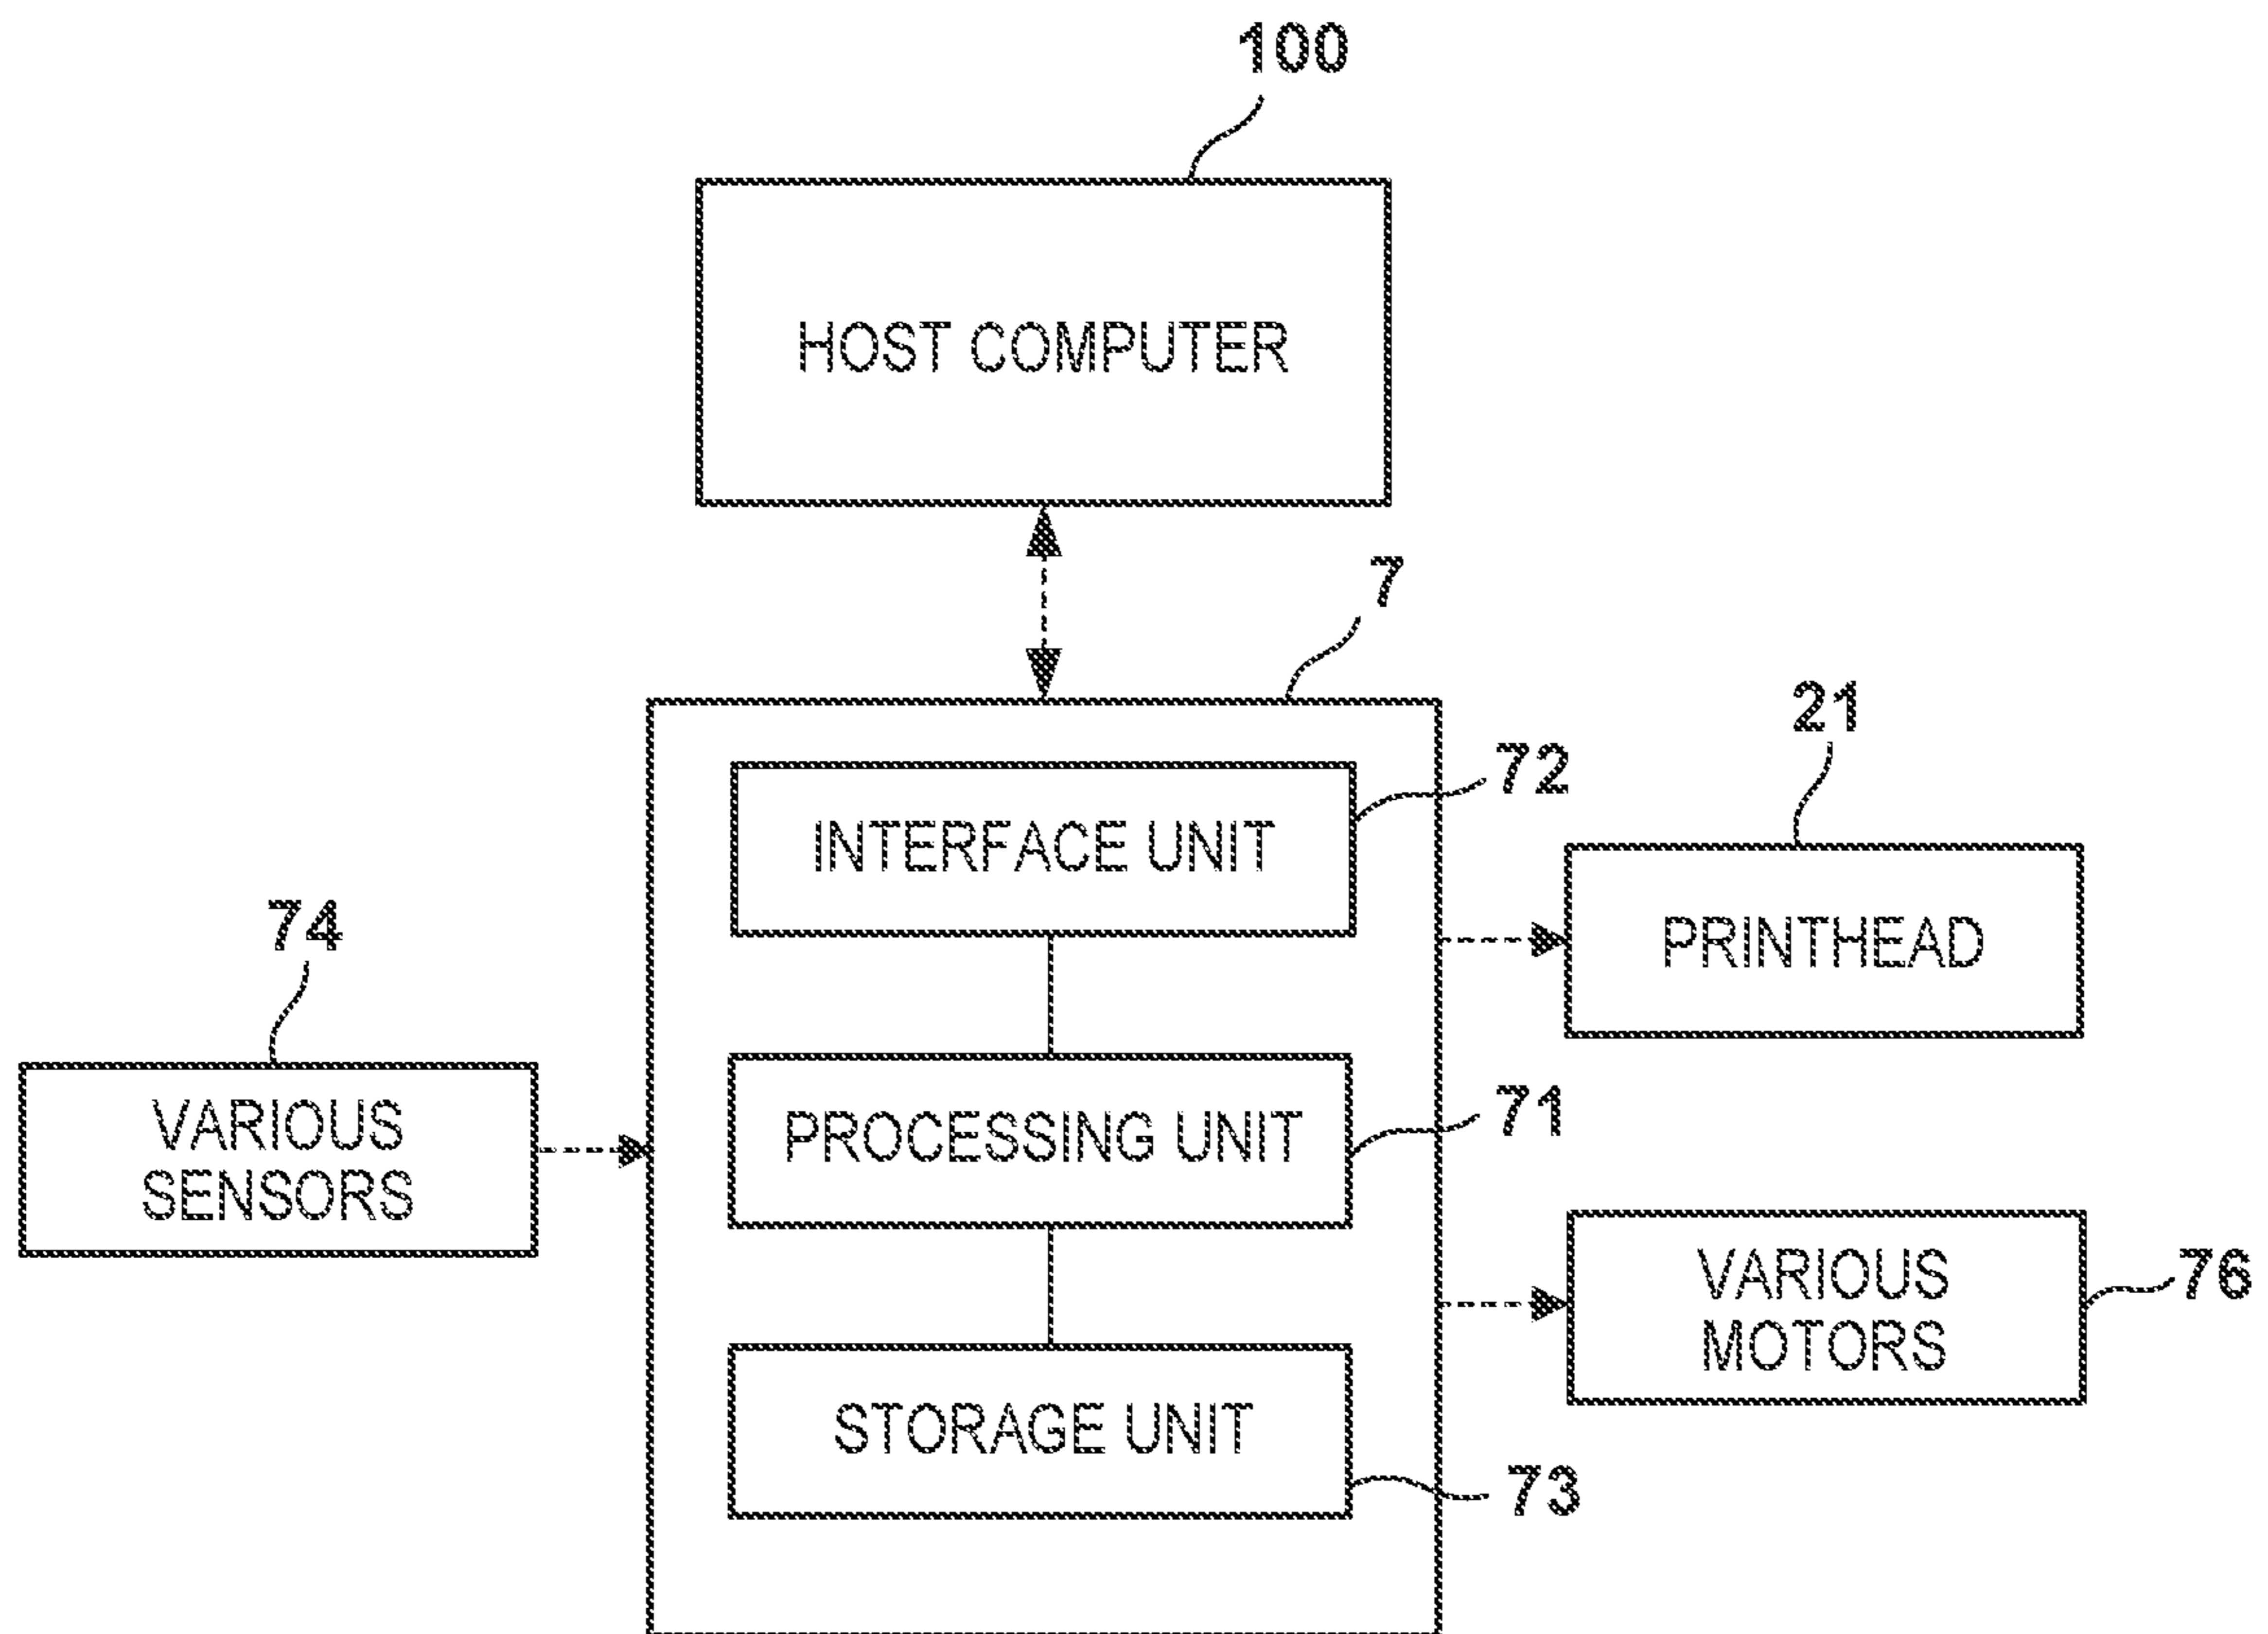 100
HOST COMPUTER
7
21
72
INTERFACE UNIT
PRINTHEAD
74
VARIOUS
SENSORS
PROCESSING UNIT
71
VARIOUS
MOTORS
76
STORAGE UNIT
73